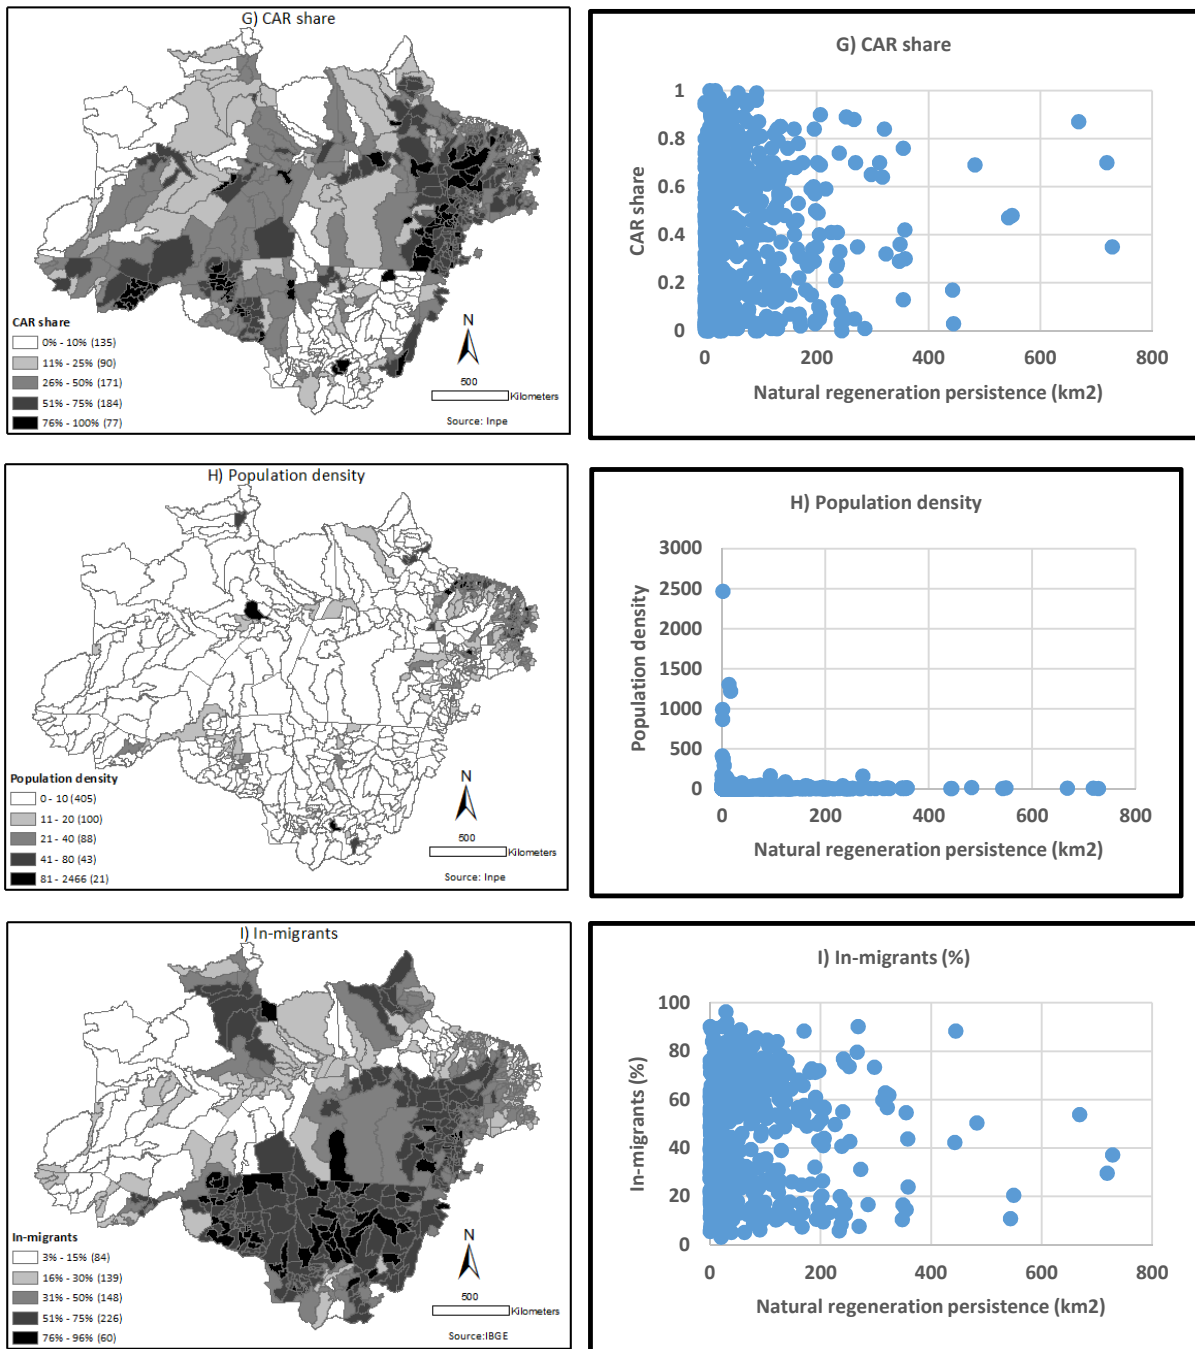 G) CAR share
CAR share
0% - 10% (135)
11% - 25% (90)
26% - 50% (171)
51% - 75% (184)
76% - 100% (77)
N
500
Kilometers
Source: Inpe
G) CAR share
CAR share
1
0.8
0.6
0.4
0.2
0
0 200 400 600 800
Natural regeneration persistence (km2)
H) Population density
Population density
0 - 10 (405)
11 - 20 (100)
21 - 40 (88)
41 - 80 (43)
81 - 2466 (21)
N
500
Kilometers
Source: Inpe
H) Population density
Population density
3000
2500
2000
1500
1000
500
0
0 200 400 600 800
Natural regeneration persistence (km2)
I) In-migrants
In-migrants
3% - 15% (84)
16% - 30% (139)
31% - 50% (148)
51% - 75% (226)
76% - 96% (60)
N
500
Kilometers
Source:IBGE
I) In-migrants (%)
In-migrants (%)
100
80
60
40
20
0
0 200 400 600 800
Natural regeneration persistence (km2)